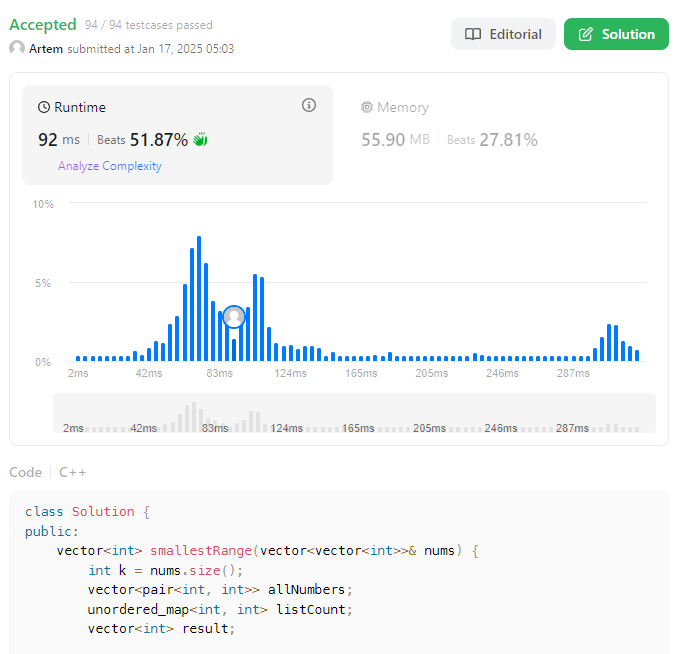 Accepted 94 / 94 testcases passed
Artem submitted at Jan 17, 2025 05:03
Editorial
Solution
Runtime
92 ms Beats 51.87%
Analyze Complexity
Memory
55.90 MB Beats 27.81%
10%
5%
0%
2ms 42ms 83ms 124ms 165ms 205ms 246ms 287ms
2ms 42ms 83ms 124ms 165ms 205ms 246ms 287ms
Code C++
class Solution {
public:
    vector<int> smallestRange(vector<vector<int>>& nums) {
        int k = nums.size();
        vector<pair<int, int>> allNumbers;
        unordered_map<int, int> listCount;
        vector<int> result;